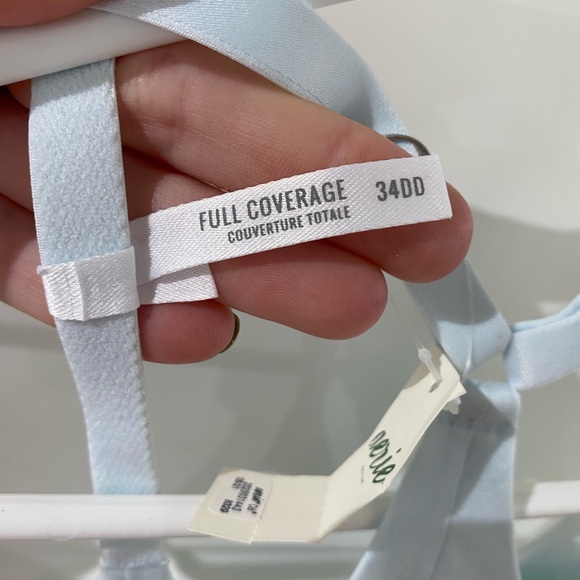 FULL COVERAGE 34DD
COUVERTURE TOTALE
aerie